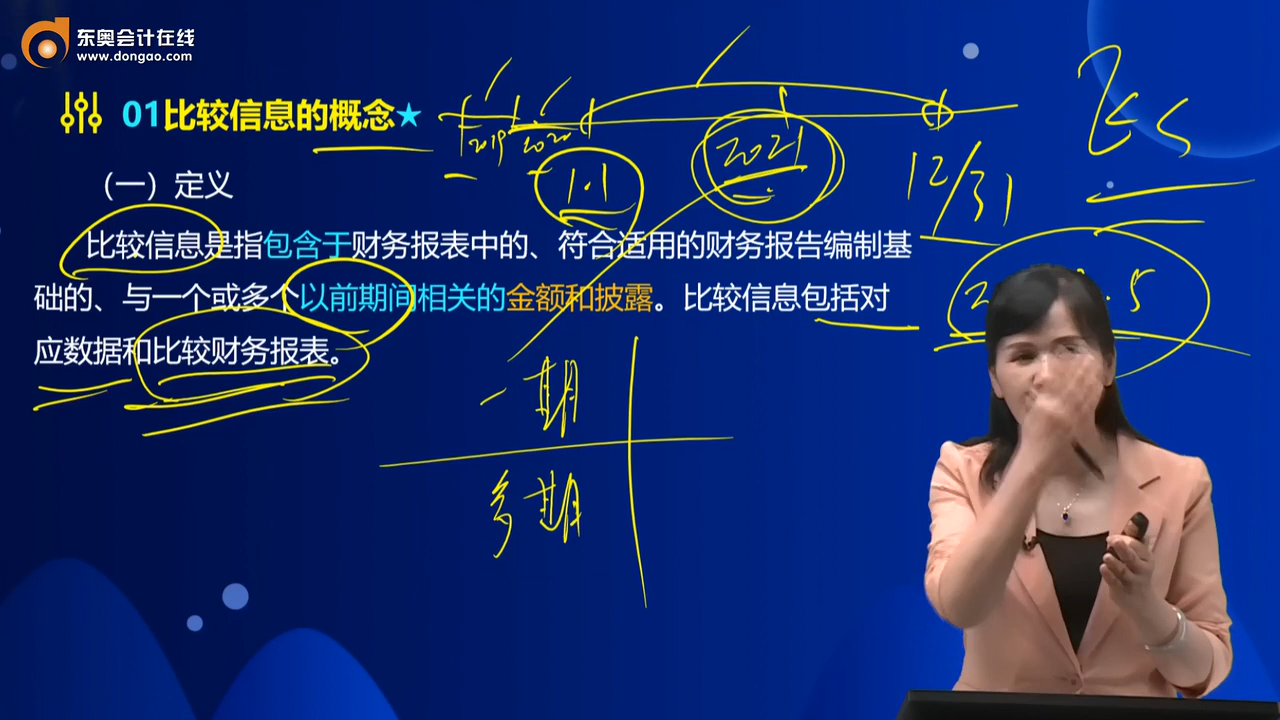 东奥会计在线
www.dongao.com
01比较信息的概念
2019 2020 1.1 2021 12/31
（一）定义
比较信息是指包含于财务报表中的、符合适用的财务报告编制基
础的、与一个或多个以前期间相关的金额和披露。比较信息包括对
应数据和比较财务报表。
一期
多期